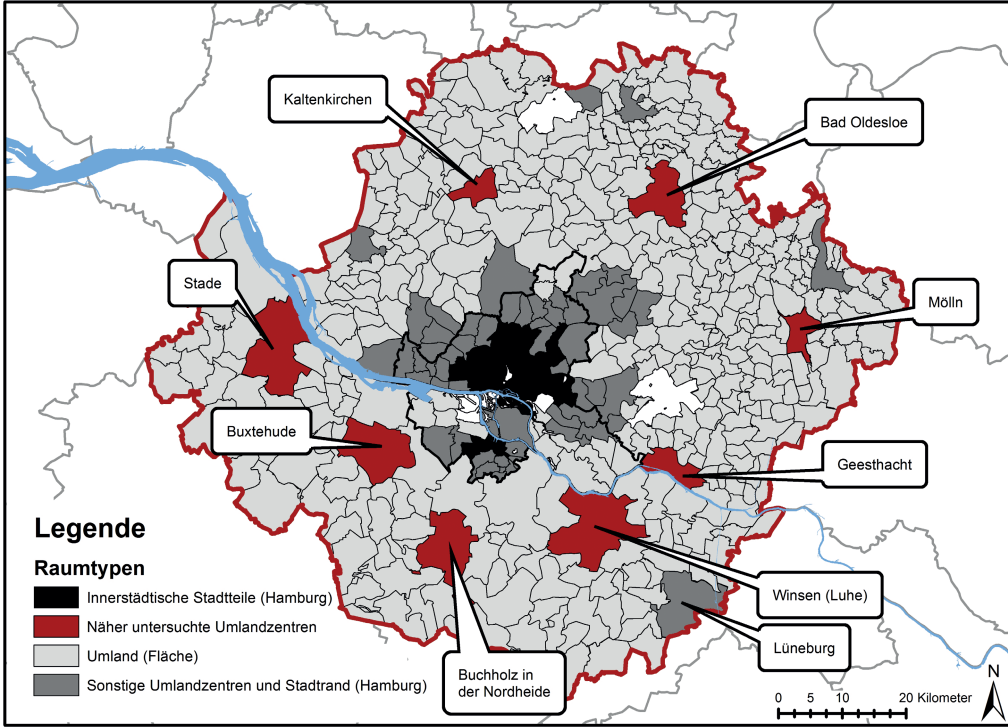 Kaltenkirchen
Bad Oldesloe
Stade
Mölln
Buxtehude
Geesthacht
Legende
Raumtypen
Innerstädtische Stadtteile (Hamburg)
Näher untersuchte Umlandzentren
Umland (Fläche)
Sonstige Umlandzentren und Stadtrand (Hamburg)
Winsen (Luhe)
Lüneburg
Buchholz in
der Nordheide
0 5 10 20 Kilometer
N